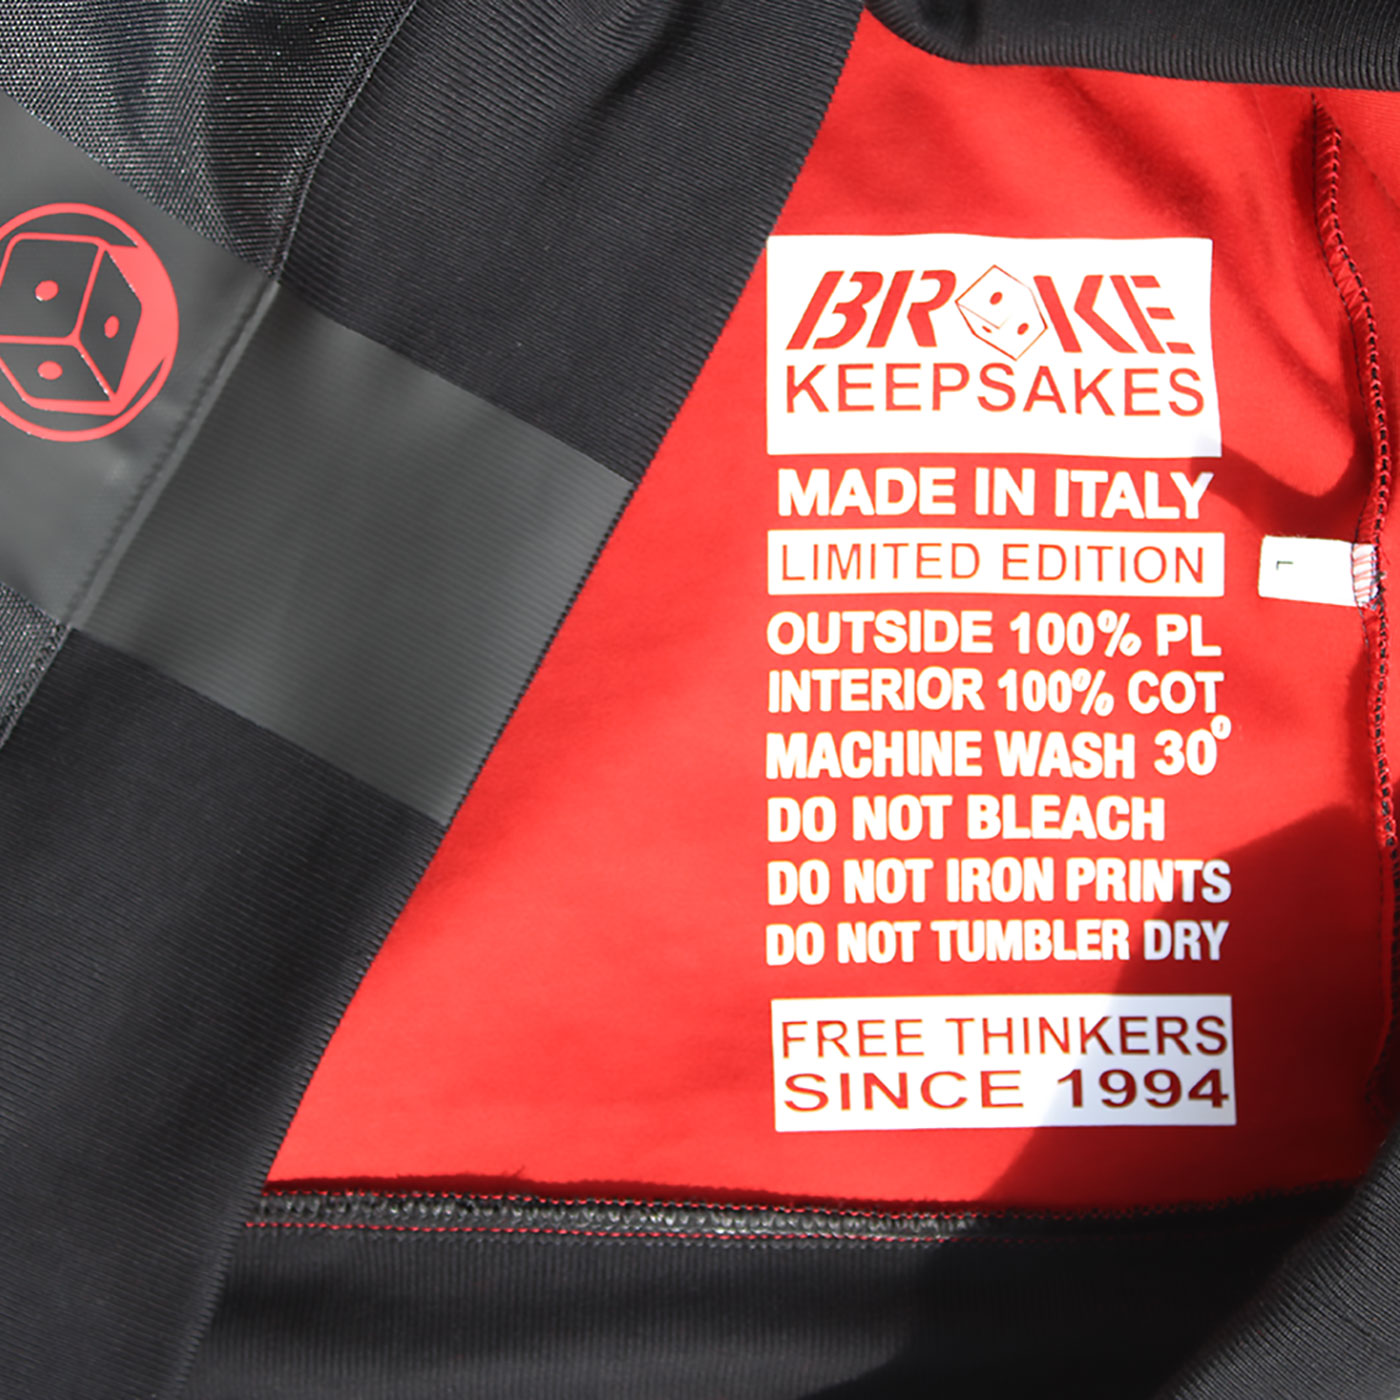 BROKE
KEEPSAKES
MADE IN ITALY
LIMITED EDITION
OUTSIDE 100% PL
INTERIOR 100% COT
MACHINE WASH 30°
DO NOT BLEACH
DO NOT IRON PRINTS
DO NOT TUMBLER DRY
FREE THINKERS
SINCE 1994
L